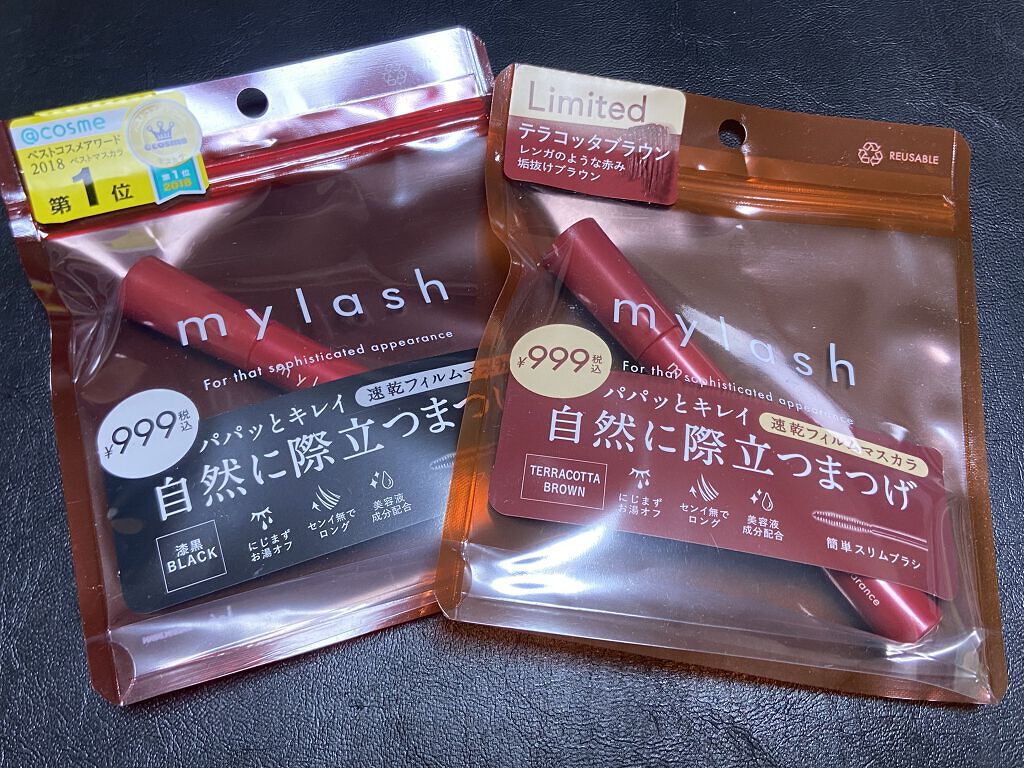 @cosme
ベストコスメアワード
2018 ベストマスカラ
第1位
@cosme
第1位
2018
mylash
For that sophisticated appearance
¥999税込
パパッとキレイ
速乾フィルムマ
自然に際立つまつ
漆黒
BLACK
にじまず
お湯オフ
センイ無で
ロング
美容液
成分配合
Limited
テラコッタブラウン
レンガのような赤み
垢抜けブラウン
REUSABLE
mylash
For that sophisticated appearance
¥999税込
パパッとキレイ
速乾フィルムマスカラ
自然に際立つまつげ
TERRACOTTA
BROWN
にじまず
お湯オフ
センイ無で
ロング
美容液
成分配合
簡単スリムブラシ
arance